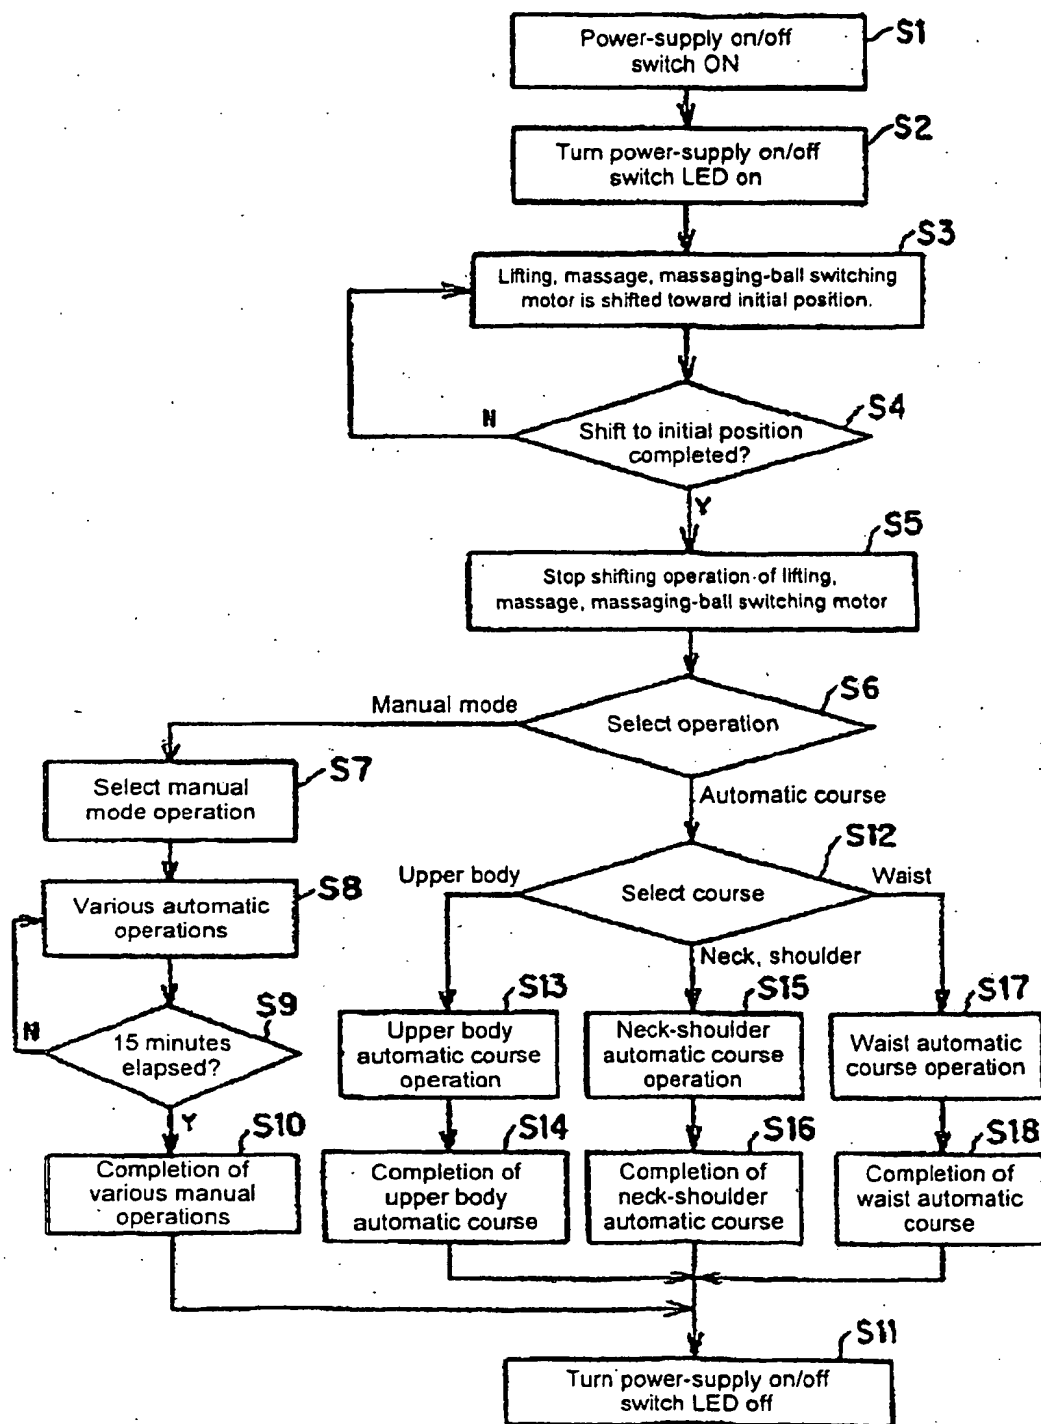 S1
Power-supply on/off
switch ON
S2
Turn power-supply on/off
switch LED on
S3
Lifting, massage, massaging-ball switching
motor is shifted toward initial position.
S4
N
Shift to initial position
completed?
Y
S5
Stop shifting operation of lifting,
massage, massaging-ball switching motor
S6
Manual mode
Select operation
S7
Select manual
mode operation
Automatic course
S12
Upper body
Select course
Waist
S8
Various automatic
operations
Neck, shoulder
S9
N
15 minutes
elapsed?
Y
S13
Upper body
automatic course
operation
S15
Neck-shoulder
automatic course
operation
S17
Waist automatic
course operation
S10
Completion of
various manual
operations
S14
Completion of
upper body
automatic course
S16
Completion of
neck-shoulder
automatic course
S18
Completion of
waist automatic
course
S11
Turn power-supply on/off
switch LED off